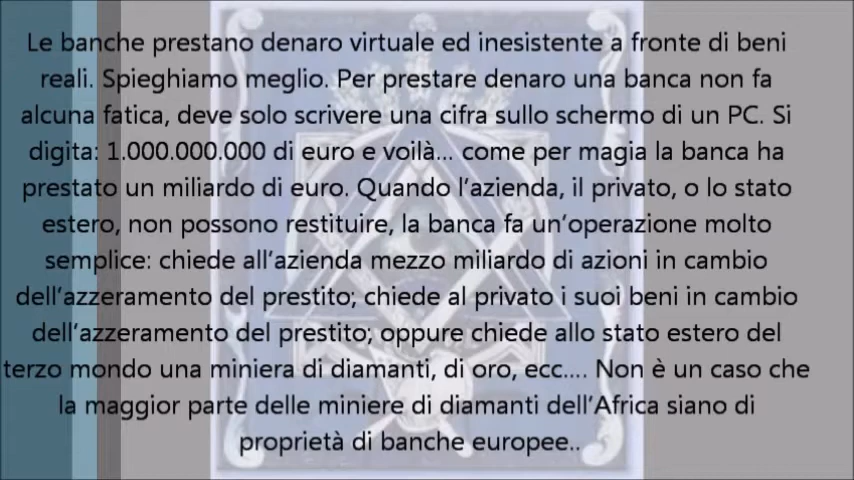 Le banche prestano denaro virtuale ed inesistente a fronte di beni
reali. Spieghiamo meglio. Per prestare denaro una banca non fa
alcuna fatica, deve solo scrivere una cifra sullo schermo di un PC. Si
digita: 1.000.000.000 di euro e voilà... come per magia la banca ha
prestato un miliardo di euro. Quando l'azienda, il privato, o lo stato
estero, non possono restituire, la banca fa un'operazione molto
semplice: chiede all'azienda mezzo miliardo di azioni in cambio
dell'azzeramento del prestito; chiede al privato i suoi beni in cambio
dell'azzeramento del prestito; oppure chiede allo stato estero del
terzo mondo una miniera di diamanti, di oro, ecc.... Non è un caso che
la maggior parte delle miniere di diamanti dell'Africa siano di
proprietà di banche europee..